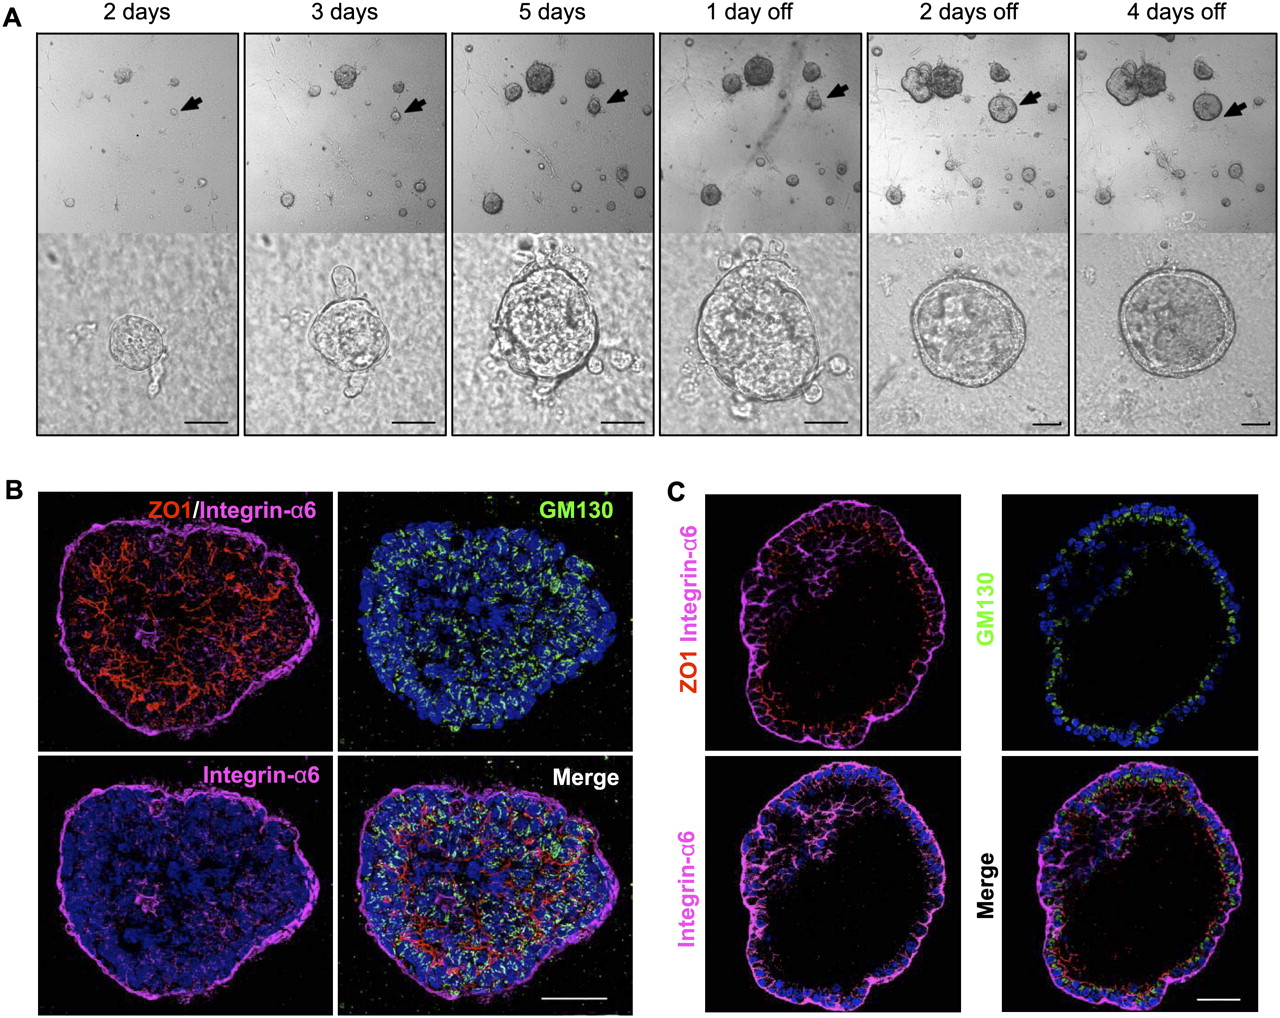 A
2 days 3 days 5 days 1 day off 2 days off 4 days off
B
ZO1/Integrin-α6
GM130
Integrin-α6
Merge
C
ZO1 Integrin-α6
GM130
Integrin-α6
Merge